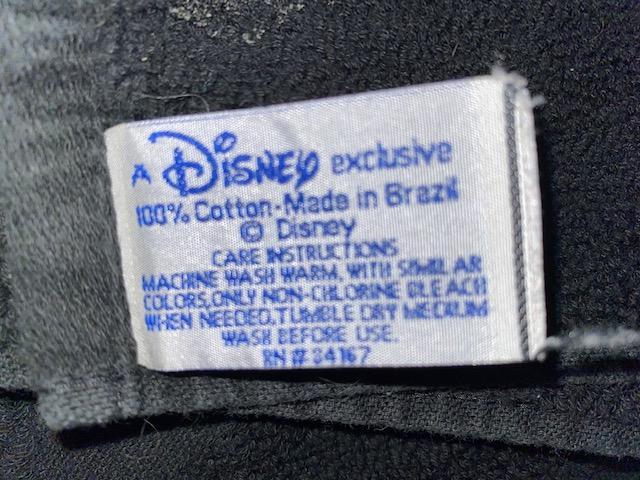 A DISNEY exclusive
100% Cotton-Made in Brazil
© Disney
CARE INSTRUCTIONS
MACHINE WASH WARM, WITH SIMILAR
COLORS.ONLY NON-CHLORINE BLEACH
WHEN NEEDED.TUMBLE DRY MEDIUM
WASH BEFORE USE.
RN # 84167